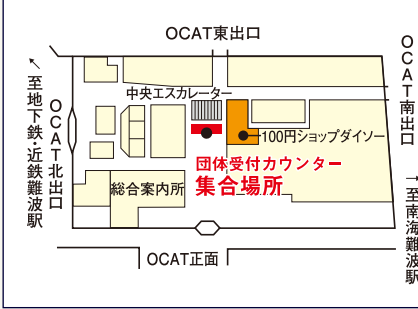 OCAT東出口
中央エスカレーター
100円ショップダイソー
団体受付カウンター
集合場所
総合案内所
OCAT正面
OCAT北出口
↖至地下鉄・近鉄難波駅
OCAT南出口
→至南海難波駅